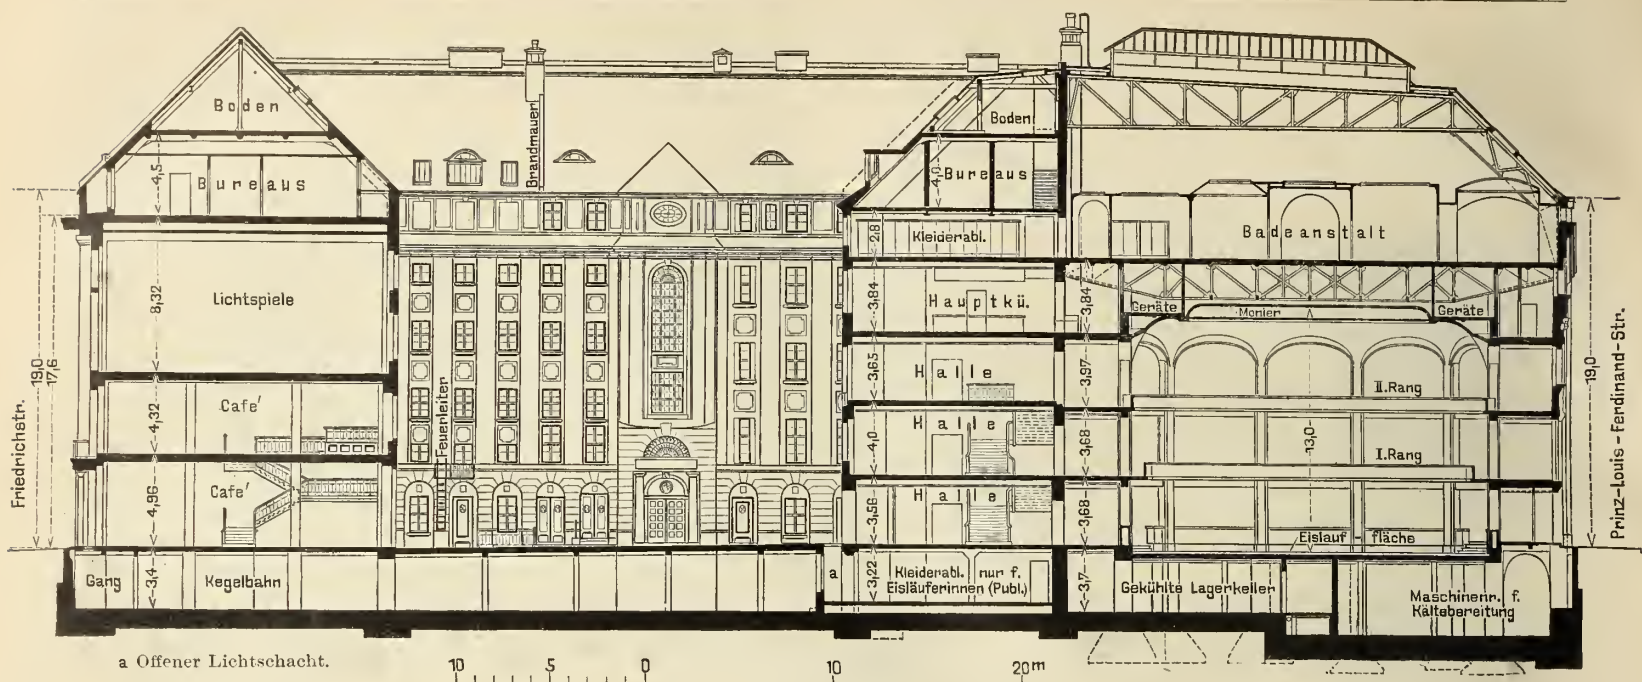 Boden
Bureaus
4,5
Brandmauer
Boden
Bureaus
4,0
19,0
17,6
Lichtspiele
8,32
Kleiderabl.
2,8
Badeanstalt
Hauptkü.
3,84
3,84
Geräte
Monier
Geräte
Halle
3,65
3,97
II.Rang
Café
4,32
Feuerleiter
Halle
4,0
3,68
13,0
I.Rang
19,0
Friedrichstr.
Prinz-Louis-Ferdinand-Str.
Café
4,96
Halle
3,56
3,68
Eislauf-fläche
Gang
3,4
Kegelbahn
a
3,22
Kleiderabl. nur f.
Eisläuferinnen (Publ.)
3,7
Gekühlte Lagerkeller
Maschinenr. f.
Kältebereitung
a Offener Lichtschacht.
10 5 0 10 20m